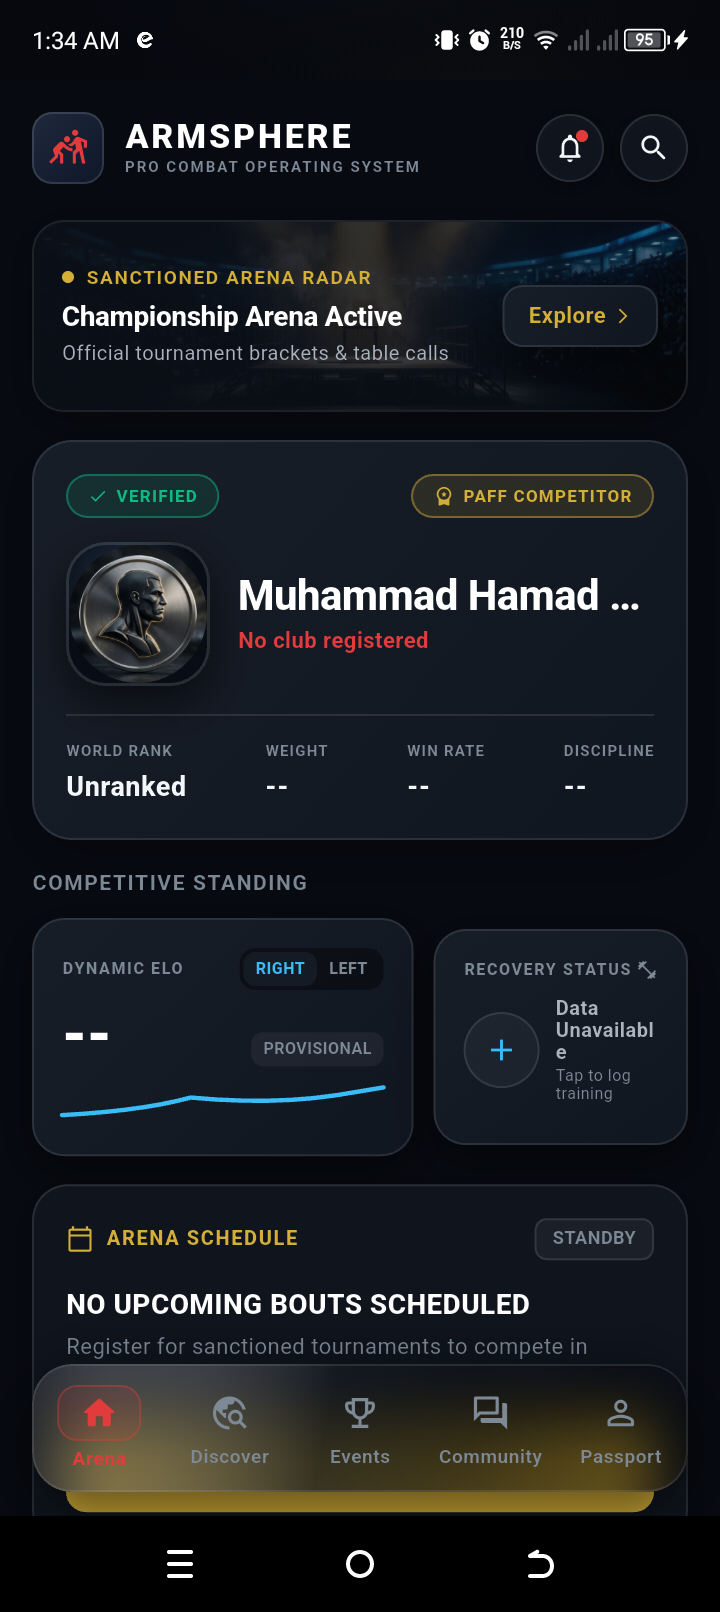 1:34 AM
210
B/S
95
ARMSPHERE
PRO COMBAT OPERATING SYSTEM
SANCTIONED ARENA RADAR
Championship Arena Active
Official tournament brackets & table calls
Explore
VERIFIED
PAFF COMPETITOR
Muhammad Hamad ...
No club registered
WORLD RANK
WEIGHT
WIN RATE
DISCIPLINE
Unranked
--
--
--
COMPETITIVE STANDING
DYNAMIC ELO
RIGHT
LEFT
--
PROVISIONAL
RECOVERY STATUS
Data
Unavailabl
e
Tap to log
training
ARENA SCHEDULE
STANDBY
NO UPCOMING BOUTS SCHEDULED
Register for sanctioned tournaments to compete in
Arena
Discover
Events
Community
Passport